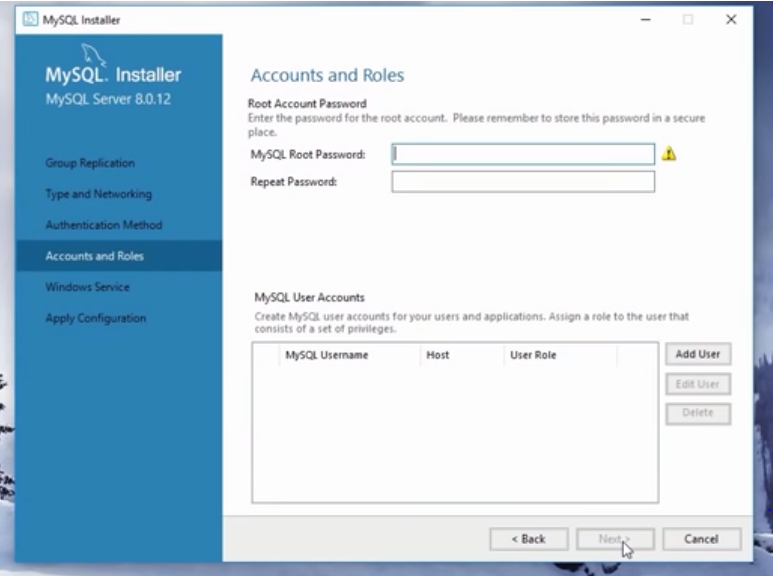 MySQL Installer
MySQL. Installer
MySQL Server 8.0.12
Group Replication
Type and Networking
Authentication Method
Accounts and Roles
Windows Service
Apply Configuration
Accounts and Roles
Root Account Password
Enter the password for the root account. Please remember to store this password in a secure
place.
MySQL Root Password:
Repeat Password:
MySQL User Accounts
Create MySQL user accounts for your users and applications. Assign a role to the user that
consists of a set of privileges.
MySQL Username Host User Role
Add User
Edit User
Delete
< Back Next > Cancel